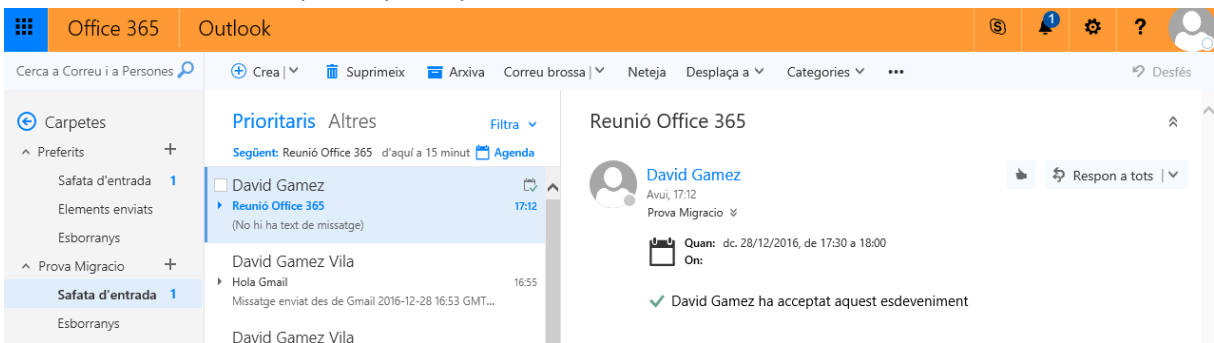 Office 365 Outlook 1 ?
Cerca a Correu i a Persones Crea Suprimeix Arxiva Correu brossa Neteja Desplaça a Categories ••• Desfés
Carpetes
Preferits +
Safata d'entrada 1
Elements enviats
Esborranys
Prova Migracio +
Safata d'entrada 1
Esborranys
Prioritaris Altres Filtra
Següent: Reunió Office 365 d'aquí a 15 minut Agenda
David Gamez
Reunió Office 365 17:12
(No hi ha text de missatge)
David Gamez Vila
Hola Gmail 16:55
Missatge enviat des de Gmail 2016-12-28 16:53 GMT...
David Gamez Vila
Reunió Office 365
David Gamez
Avui, 17:12
Prova Migracio
Respon a tots
Quan: dc. 28/12/2016, de 17:30 a 18:00
On:
David Gamez ha acceptat aquest esdeveniment